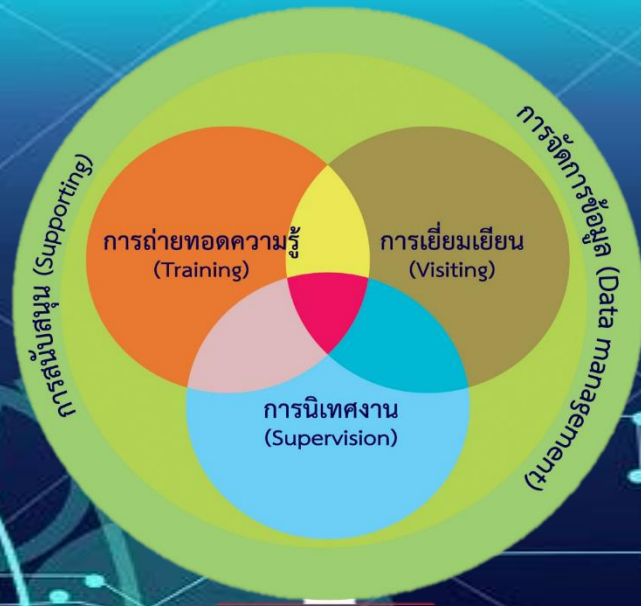 การสนับสนุน (Supporting)
การจัดการข้อมูล (Data management)
การถ่ายทอดความรู้
(Training)
การเยี่ยมเยียน
(Visiting)
การนิเทศงาน
(Supervision)